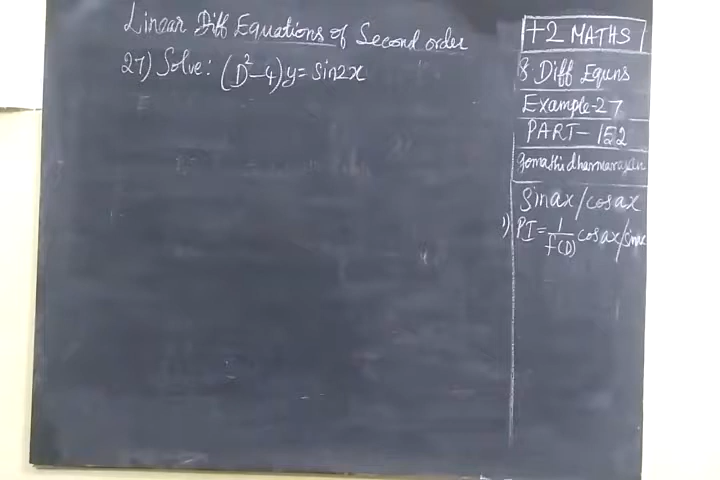 Linear Diff Equations of Second order
27) Solve: (D²-4)y = sin2x
+2 MATHS
8. Diff Equns
Example-27
PART-152
Sinax/cosax
1) PI = 1/f(D) cosax/sinax